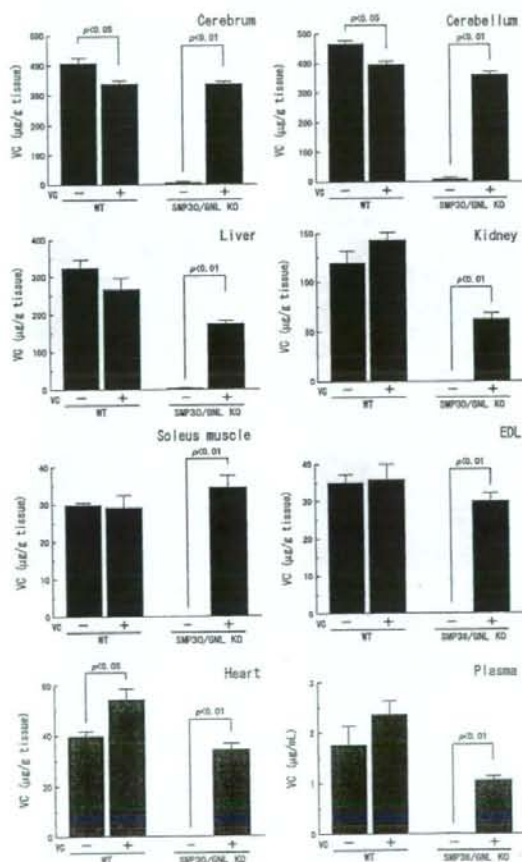 Cerebrum
p<0.05
p<0.01
VC (μg/g tissue)
500
400
300
200
100
0
VC − + − +
WT SMP30/GNL KO
Cerebellum
p<0.05
p<0.01
VC (μg/g tissue)
500
400
300
200
100
0
VC − + − +
WT SMP30/GNL KO
Liver
p<0.01
VC (μg/g tissue)
400
300
200
100
0
VC − + − +
WT SMP30/GNL KO
Kidney
p<0.01
VC (μg/g tissue)
150
100
50
0
VC − + − +
WT SMP30/GNL KO
Soleus muscle
p<0.01
VC (μg/g tissue)
40
30
20
10
0
VC − + − +
WT SMP30/GNL KO
EDL
p<0.01
VC (μg/g tissue)
40
30
20
10
0
VC − + − +
WT SMP30/GNL KO
Heart
p<0.05
p<0.01
VC (μg/g tissue)
60
40
20
0
VC − + − +
WT SMP30/GNL KO
Plasma
p<0.01
VC (μg/mL)
3
2
1
0
VC − + − +
WT SMP30/GNL KO